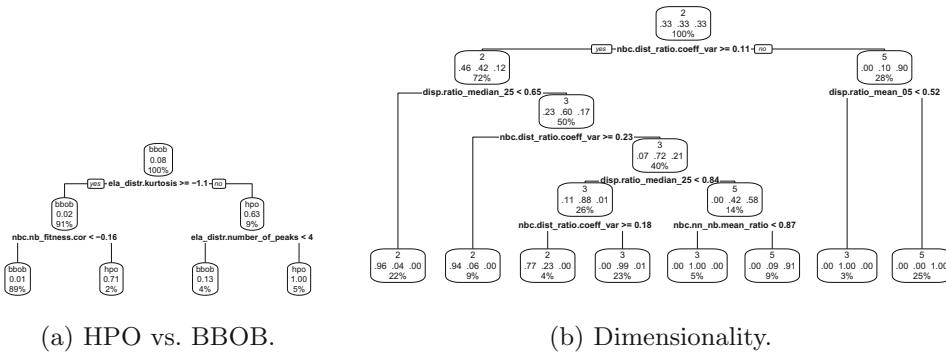 2
.33 .33 .33
100%
yes nbc.dist_ratio.coeff_var >= 0.11 no
2
.46 .42 .12
72%
5
.00 .10 .90
28%
disp.ratio_median_25 < 0.65
disp.ratio_mean_05 < 0.52
3
.23 .60 .17
50%
nbc.dist_ratio.coeff_var >= 0.23
3
.07 .72 .21
40%
disp.ratio_median_25 < 0.84
3
.11 .88 .01
26%
5
.00 .42 .58
14%
nbc.dist_ratio.coeff_var >= 0.18
nbc.nn_nb.mean_ratio < 0.87
2
.96 .04 .00
22%
2
.94 .06 .00
9%
2
.77 .23 .00
4%
3
.00 .99 .01
23%
3
.00 1.00 .00
5%
5
.00 .09 .91
9%
3
.00 1.00 .00
3%
5
.00 .00 1.00
25%
bbob
0.08
100%
yes ela_distr.kurtosis >= −1.1 no
bbob
0.02
91%
hpo
0.63
9%
nbc.nb_fitness.cor < −0.16
ela_distr.number_of_peaks < 4
bbob
0.01
89%
hpo
0.71
2%
bbob
0.13
4%
hpo
1.00
5%
(a) HPO vs. BBOB.
(b) Dimensionality.